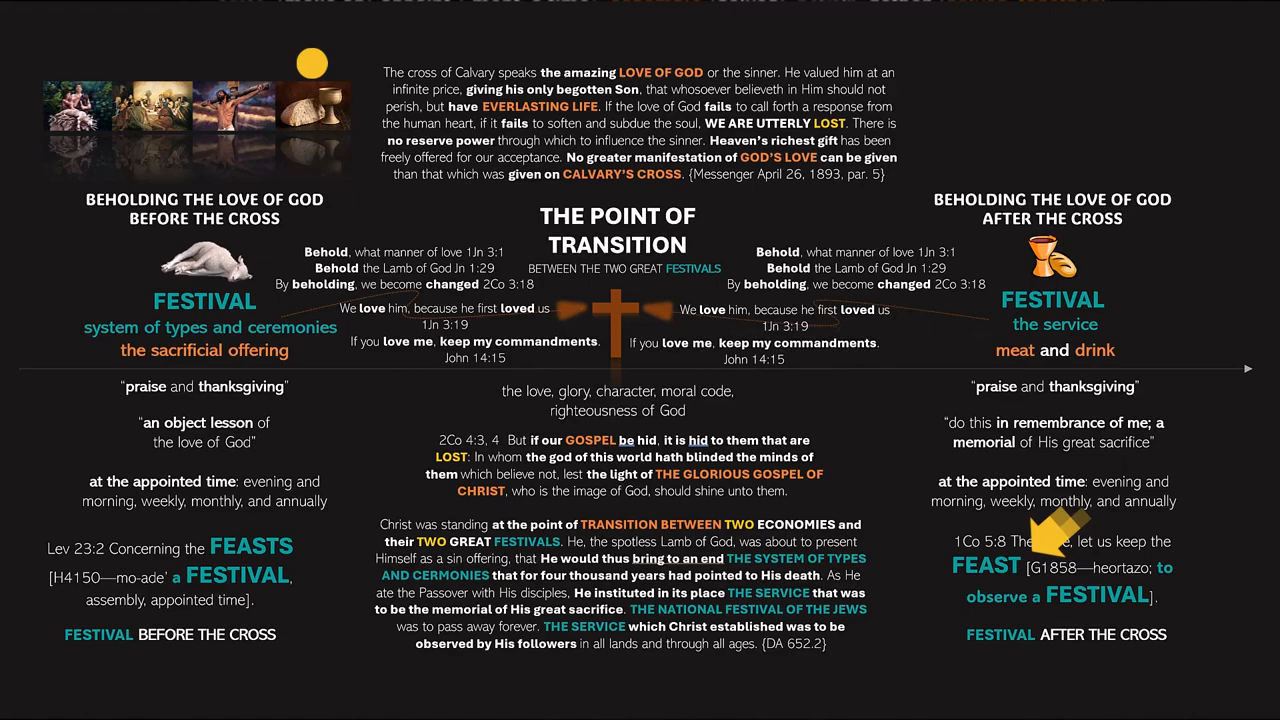 The cross of Calvary speaks the amazing LOVE OF GOD or the sinner. He valued him at an
infinite price, giving his only begotten Son, that whosoever believeth in Him should not
perish, but have EVERLASTING LIFE. If the love of God fails to call forth a response from
the human heart, if it fails to soften and subdue the soul, WE ARE UTTERLY LOST. There is
no reserve power through which to influence the sinner. Heaven's richest gift has been
freely offered for our acceptance. No greater manifestation of GOD'S LOVE can be given
than that which was given on CALVARY'S CROSS. {Messenger April 26, 1893, par. 5}
BEHOLDING THE LOVE OF GOD
BEFORE THE CROSS
FESTIVAL
system of types and ceremonies
the sacrificial offering
"praise and thanksgiving"
"an object lesson of
the love of God"
at the appointed time: evening and
morning, weekly, monthly, and annually
Lev 23:2 Concerning the FEASTS
[H4150—mo-ade' a FESTIVAL,
assembly, appointed time].
FESTIVAL BEFORE THE CROSS
THE POINT OF
TRANSITION
BETWEEN THE TWO GREAT FESTIVALS
Behold, what manner of love 1Jn 3:1
Behold the Lamb of God Jn 1:29
By beholding, we become changed 2Co 3:18
We love him, because he first loved us
1Jn 3:19
If you love me, keep my commandments.
John 14:15
Behold, what manner of love 1Jn 3:1
Behold the Lamb of God Jn 1:29
By beholding, we become changed 2Co 3:18
We love him, because he first loved us
1Jn 3:19
If you love me, keep my commandments.
John 14:15
the love, glory, character, moral code,
righteousness of God
2Co 4:3, 4 But if our GOSPEL be hid, it is hid to them that are
LOST: In whom the god of this world hath blinded the minds of
them which believe not, lest the light of THE GLORIOUS GOSPEL OF
CHRIST, who is the image of God, should shine unto them.
Christ was standing at the point of TRANSITION BETWEEN TWO ECONOMIES and
their TWO GREAT FESTIVALS. He, the spotless Lamb of God, was about to present
Himself as a sin offering, that He would thus bring to an end THE SYSTEM OF TYPES
AND CERMONIES that for four thousand years had pointed to His death. As He
ate the Passover with His disciples, He instituted in its place THE SERVICE that was
to be the memorial of His great sacrifice. THE NATIONAL FESTIVAL OF THE JEWS
was to pass away forever. THE SERVICE which Christ established was to be
observed by His followers in all lands and through all ages. {DA 652.2}
BEHOLDING THE LOVE OF GOD
AFTER THE CROSS
FESTIVAL
the service
meat and drink
"praise and thanksgiving"
"do this in remembrance of me; a
memorial of His great sacrifice"
at the appointed time: evening and
morning, weekly, monthly, and annually
1Co 5:8 let us keep the
FEAST [G1858—heortazo; to
observe a FESTIVAL].
FESTIVAL AFTER THE CROSS